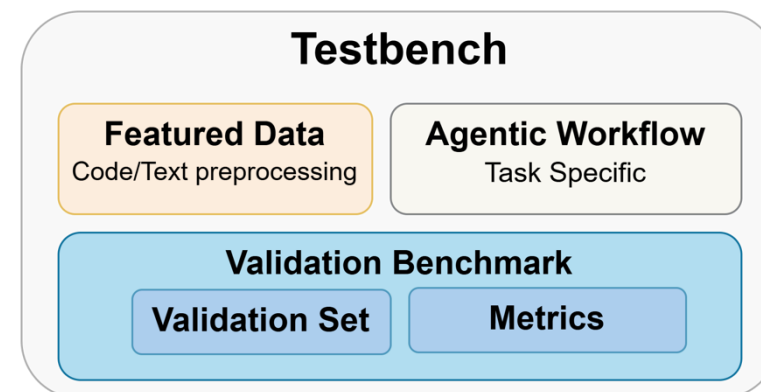 Testbench
Featured Data
Code/Text preprocessing
Agentic Workflow
Task Specific
Validation Benchmark
Validation Set
Metrics